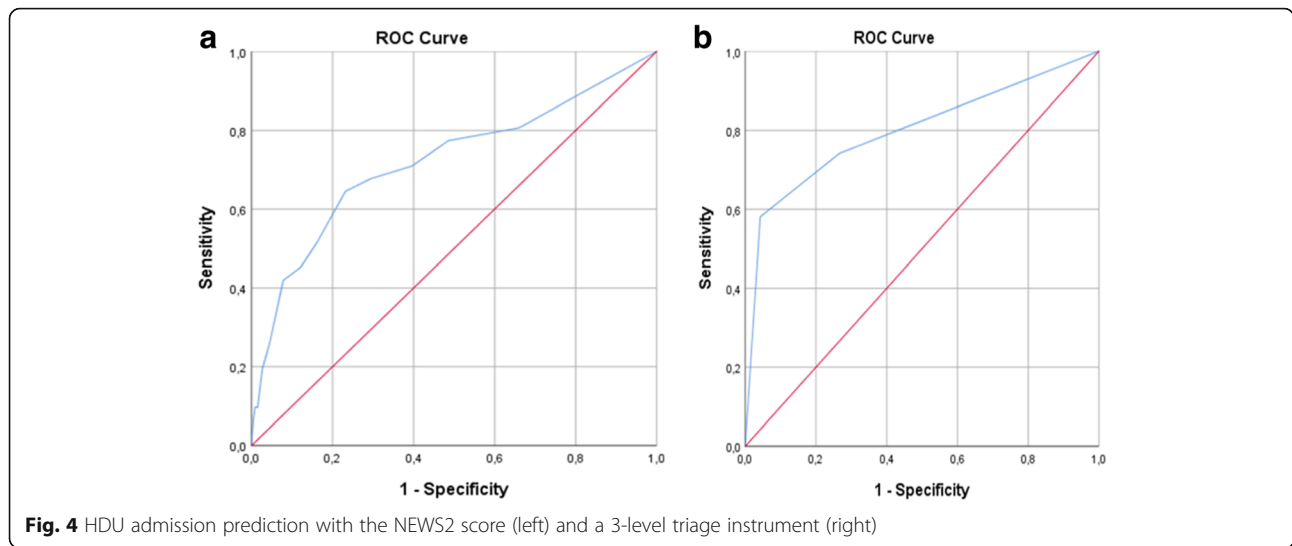 a
ROC Curve
1,0
0,8
0,6
0,4
0,2
0,0
Sensitivity
0,0 0,2 0,4 0,6 0,8 1,0
1 - Specificity
b
ROC Curve
1,0
0,8
0,6
0,4
0,2
0,0
Sensitivity
0,0 0,2 0,4 0,6 0,8 1,0
1 - Specificity
Fig. 4 HDU admission prediction with the NEWS2 score (left) and a 3-level triage instrument (right)